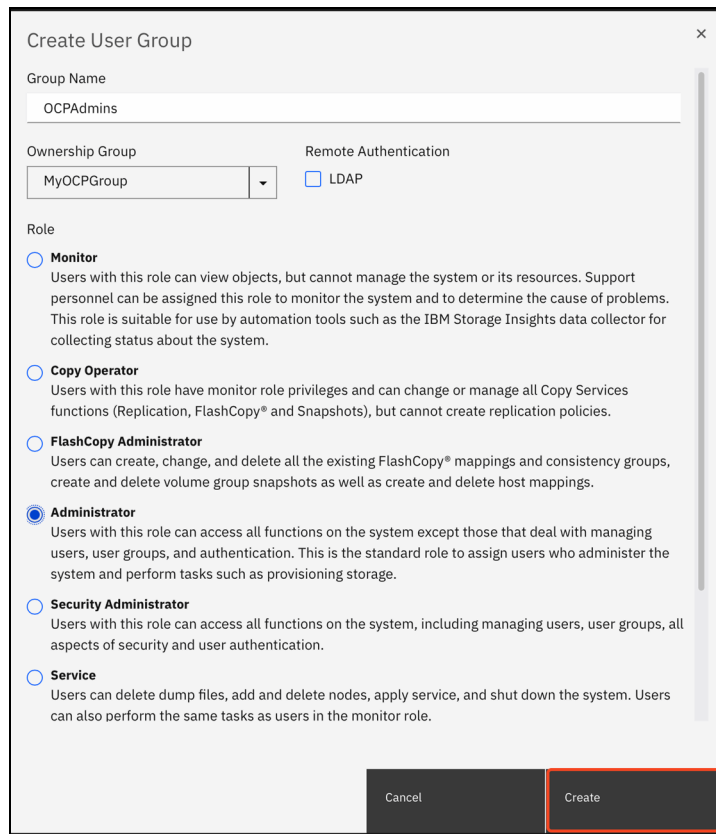 Create User Group
Group Name
OCPAdmins
Ownership Group
Remote Authentication
MyOCPGroup
LDAP
Role
Monitor
Users with this role can view objects, but cannot manage the system or its resources. Support
personnel can be assigned this role to monitor the system and to determine the cause of problems.
This role is suitable for use by automation tools such as the IBM Storage Insights data collector for
collecting status about the system.
Copy Operator
Users with this role have monitor role privileges and can change or manage all Copy Services
functions (Replication, FlashCopy® and Snapshots), but cannot create replication policies.
FlashCopy Administrator
Users can create, change, and delete all the existing FlashCopy® mappings and consistency groups,
create and delete volume group snapshots as well as create and delete host mappings.
Administrator
Users with this role can access all functions on the system except those that deal with managing
users, user groups, and authentication. This is the standard role to assign users who administer the
system and perform tasks such as provisioning storage.
Security Administrator
Users with this role can access all functions on the system, including managing users, user groups, all
aspects of security and user authentication.
Service
Users can delete dump files, add and delete nodes, apply service, and shut down the system. Users
can also perform the same tasks as users in the monitor role.
Cancel
Create